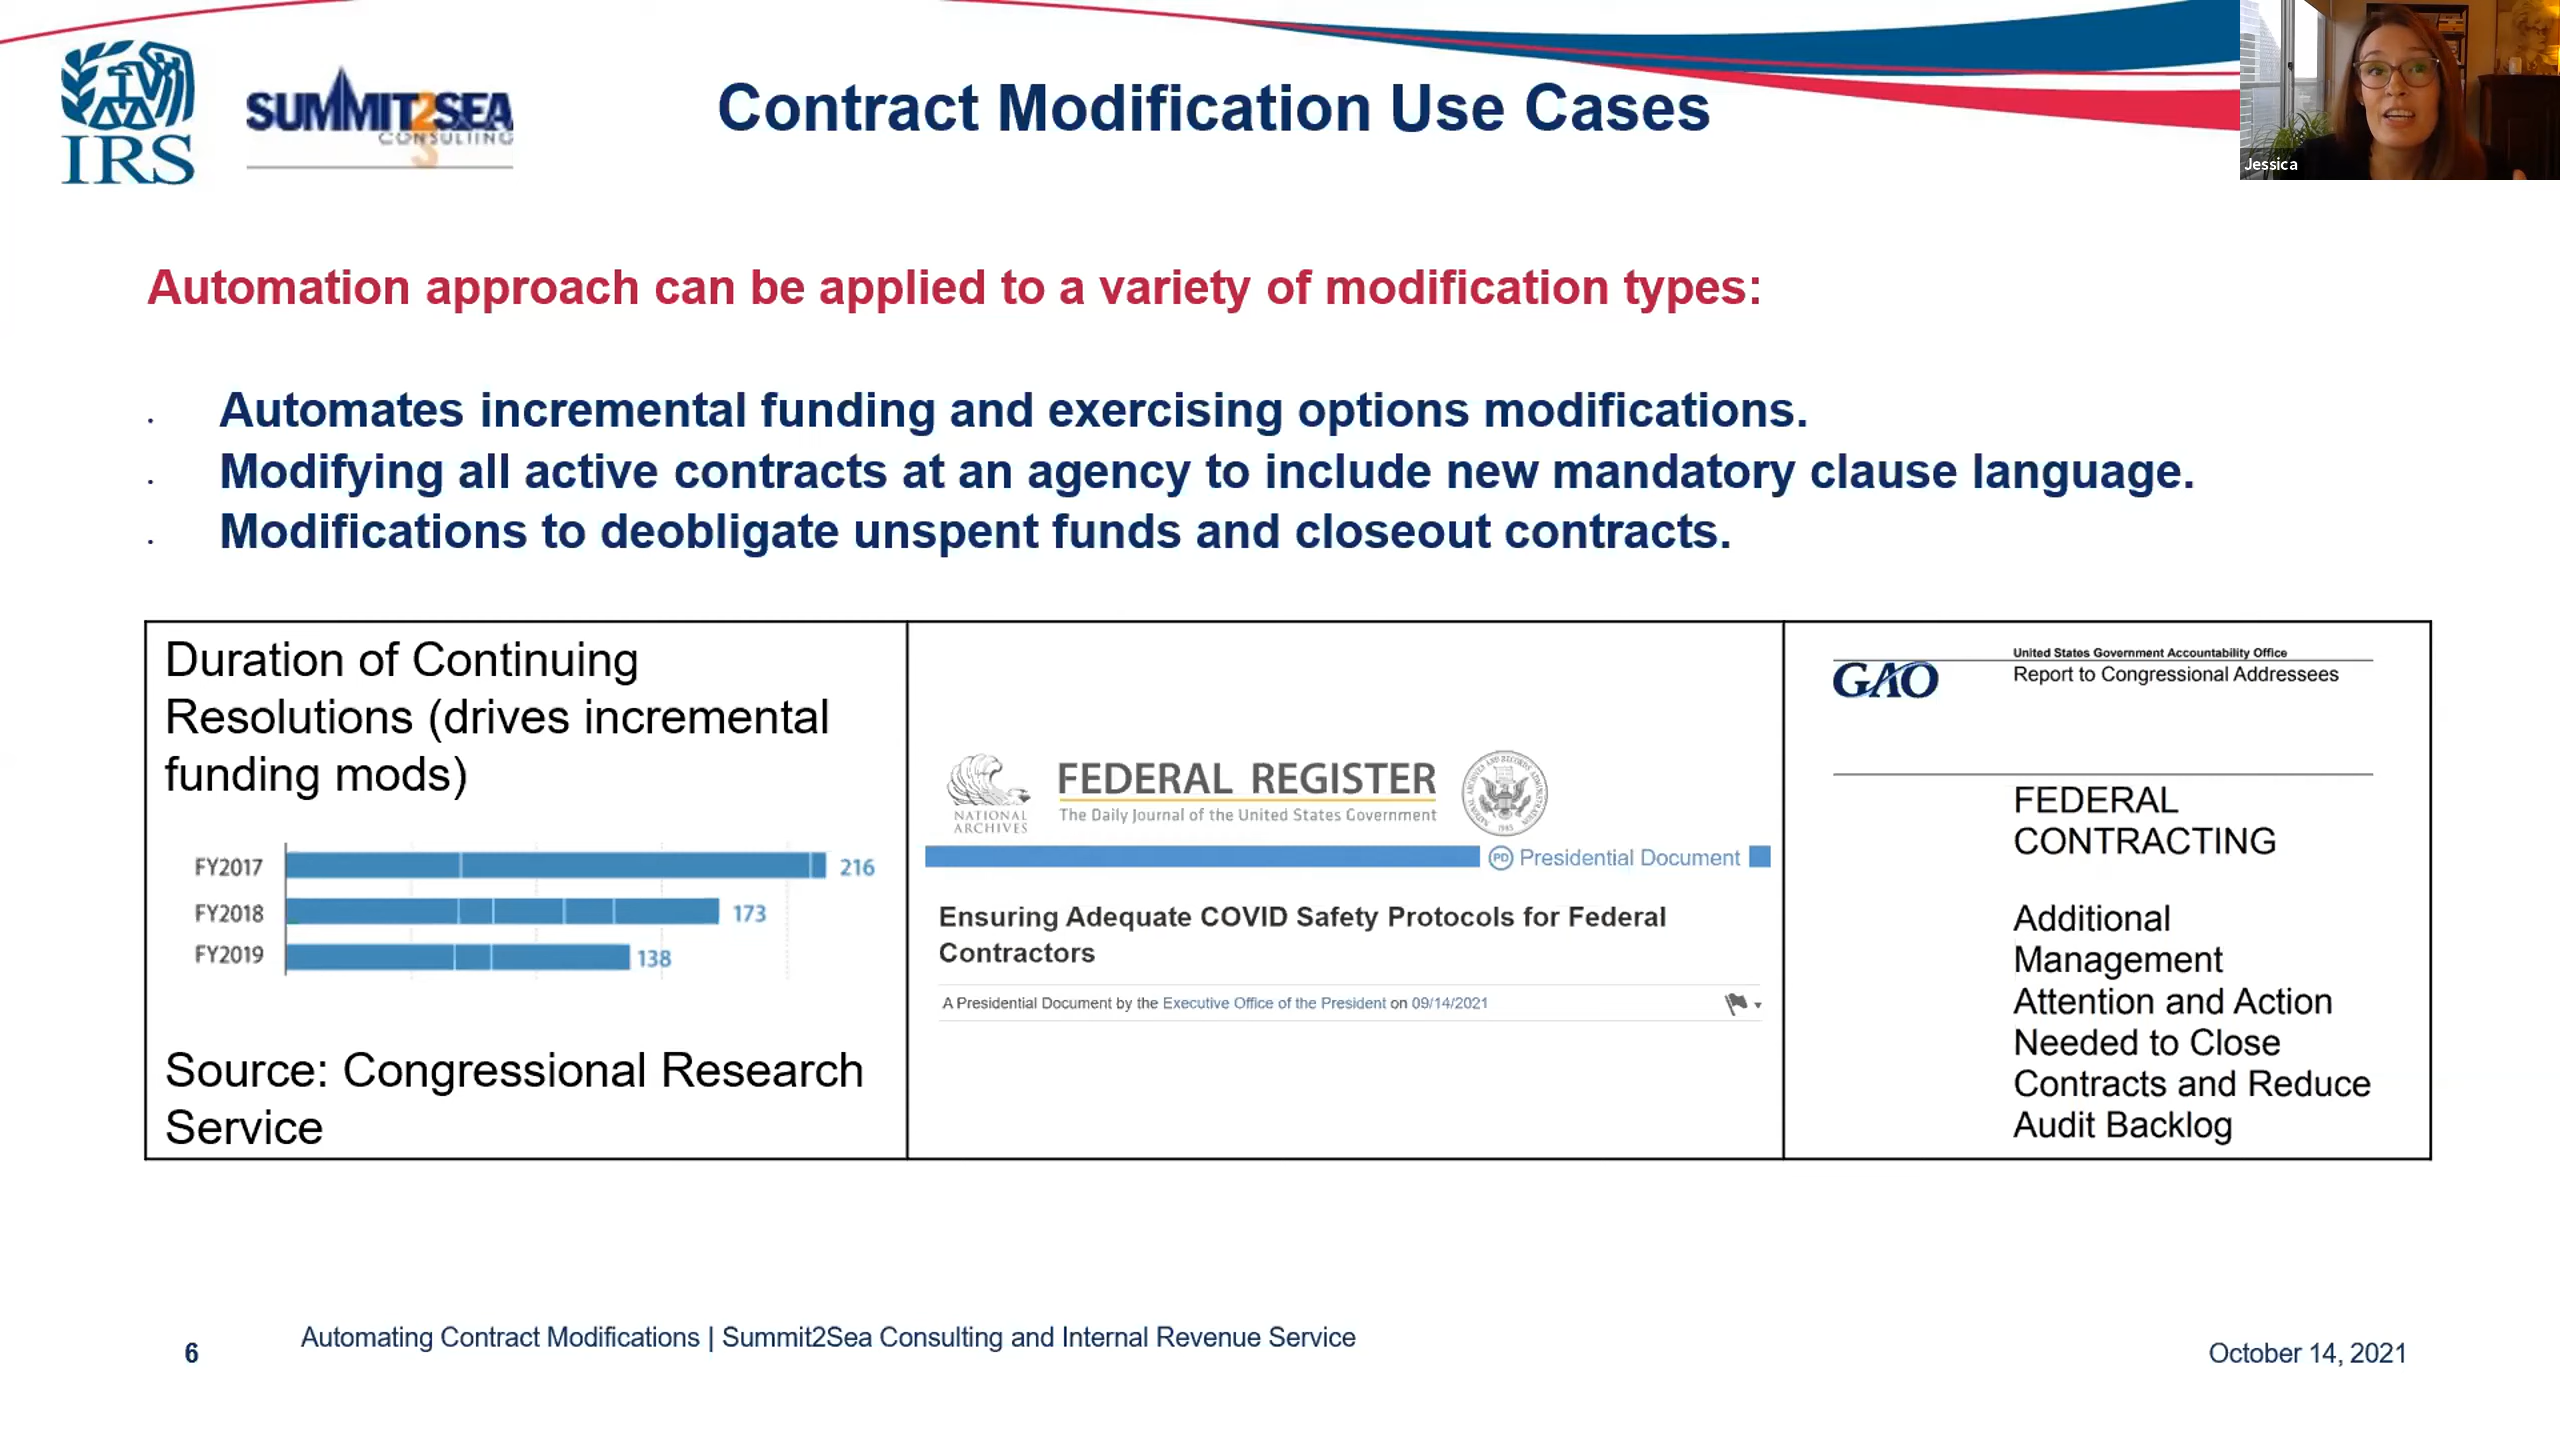 IRS
SUMMIT2SEA
CONSULTING
Contract Modification Use Cases
Jessica
Automation approach can be applied to a variety of modification types:
· Automates incremental funding and exercising options modifications.
· Modifying all active contracts at an agency to include new mandatory clause language.
· Modifications to deobligate unspent funds and closeout contracts.
Duration of Continuing
Resolutions (drives incremental
funding mods)
FY2017 216
FY2018 173
FY2019 138
Source: Congressional Research
Service
NATIONAL
ARCHIVES
FEDERAL REGISTER
The Daily Journal of the United States Government
PD Presidential Document
Ensuring Adequate COVID Safety Protocols for Federal
Contractors
A Presidential Document by the Executive Office of the President on 09/14/2021
GAO
United States Government Accountability Office
Report to Congressional Addressees
FEDERAL
CONTRACTING
Additional
Management
Attention and Action
Needed to Close
Contracts and Reduce
Audit Backlog
6
Automating Contract Modifications | Summit2Sea Consulting and Internal Revenue Service
October 14, 2021